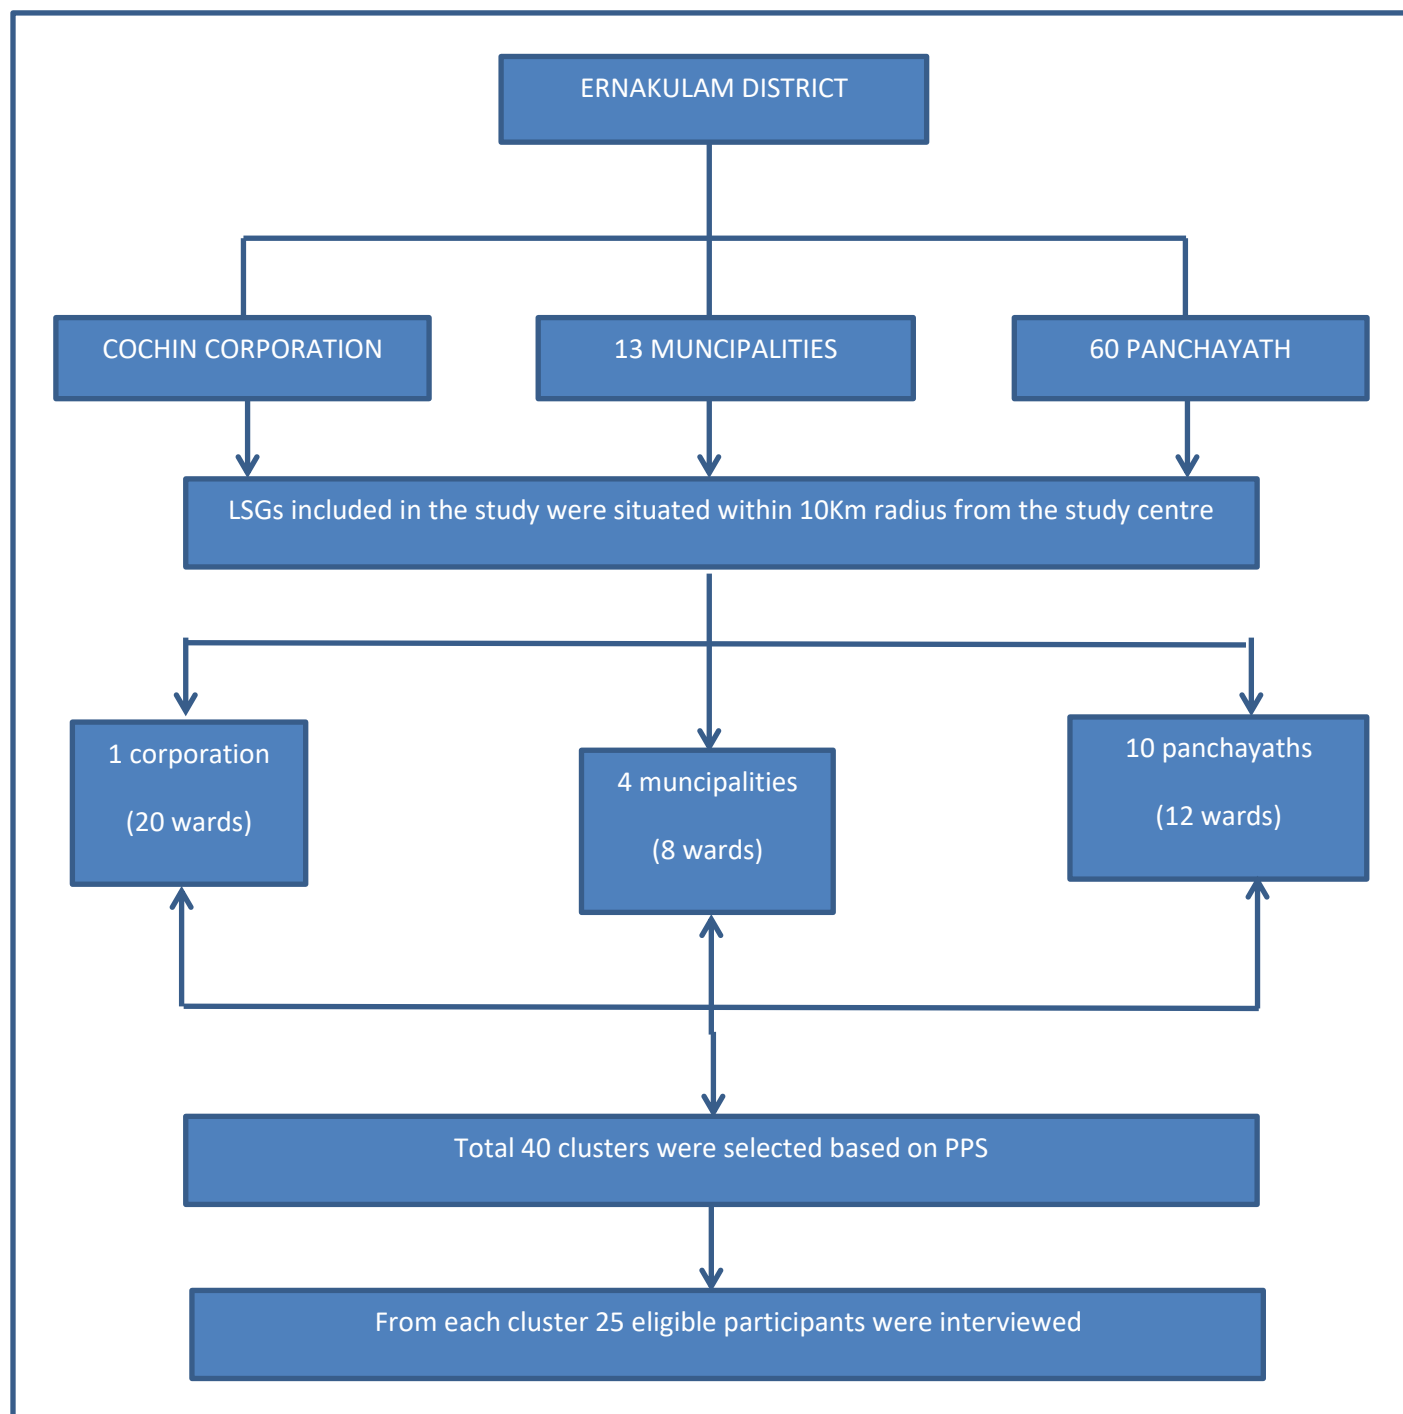 ERNAKULAM DISTRICT
COCHIN CORPORATION
13 MUNCIPALITIES
60 PANCHAYATH
LSGs included in the study were situated within 10Km radius from the study centre
1 corporation
(20 wards)
4 muncipalities
(8 wards)
10 panchayaths
(12 wards)
Total 40 clusters were selected based on PPS
From each cluster 25 eligible participants were interviewed